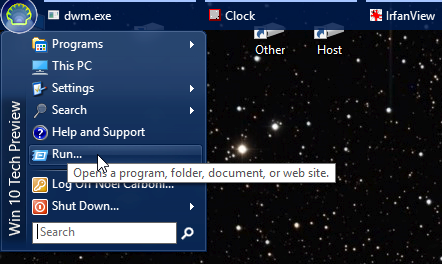 dwm.exe
Clock
IrfanView
Other
Host
Win 10 Tech Preview
Programs
This PC
Settings
Search
Help and Support
Run...
Opens a program, folder, document, or web site.
Log Off Noel Carboni...
Shut Down...
Search